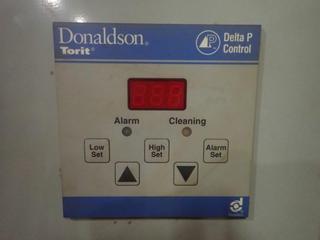 Donaldson®
Torit®
Delta P
Control
Alarm
Cleaning
Low
Set
High
Set
Alarm
Set